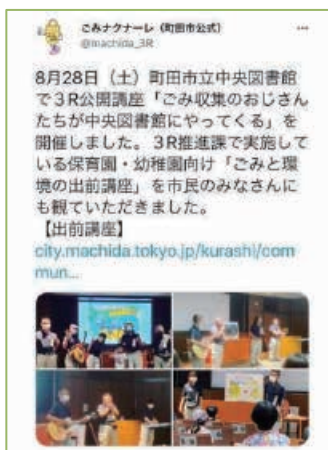 ごみナクナーレ（町田市公式）
@machida_3R
8月28日（土）町田市立中央図書館
で３Ｒ公開講座「ごみ収集のおじさん
たちが中央図書館にやってくる」を
開催しました。３Ｒ推進課で実施して
いる保育園・幼稚園向け「ごみと環
境の出前講座」を市民のみなさんに
も観ていただきました。
【出前講座】
city.machida.tokyo.jp/kurashi/com
mun...